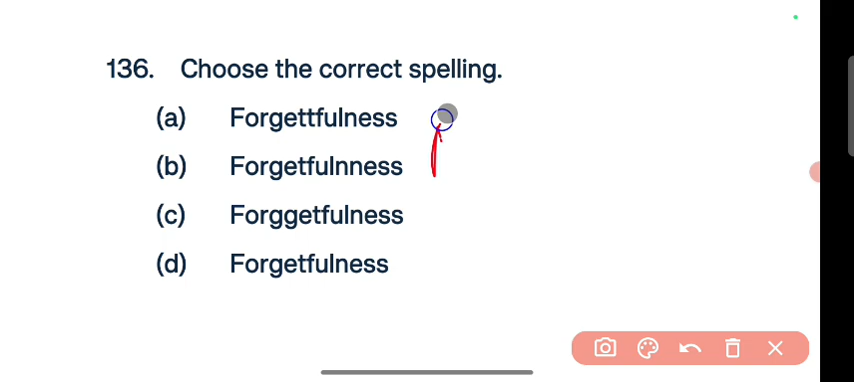 136. Choose the correct spelling.
(a) Forgettfulness
(b) Forgetfulnness
(c) Forggetfulness
(d) Forgetfulness